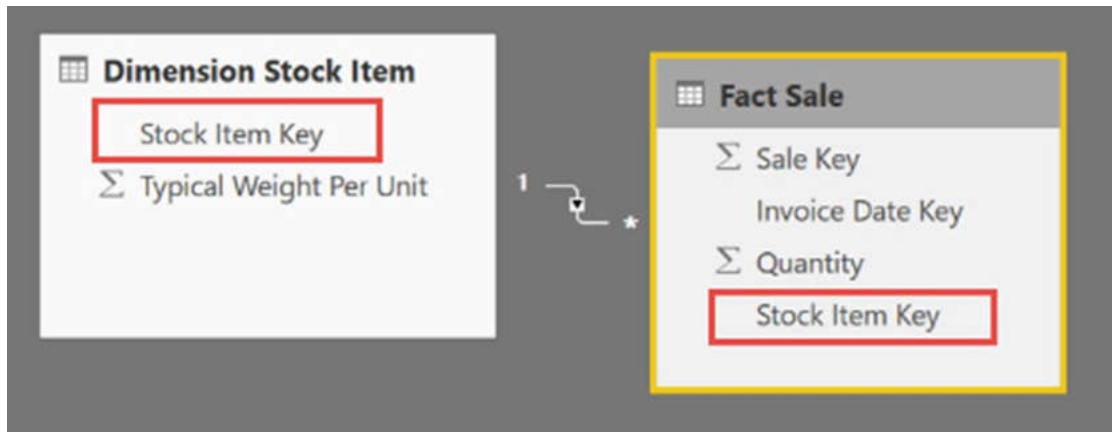 Dimension Stock Item
Stock Item Key
Σ Typical Weight Per Unit
1
*
Fact Sale
Σ Sale Key
Invoice Date Key
Σ Quantity
Stock Item Key